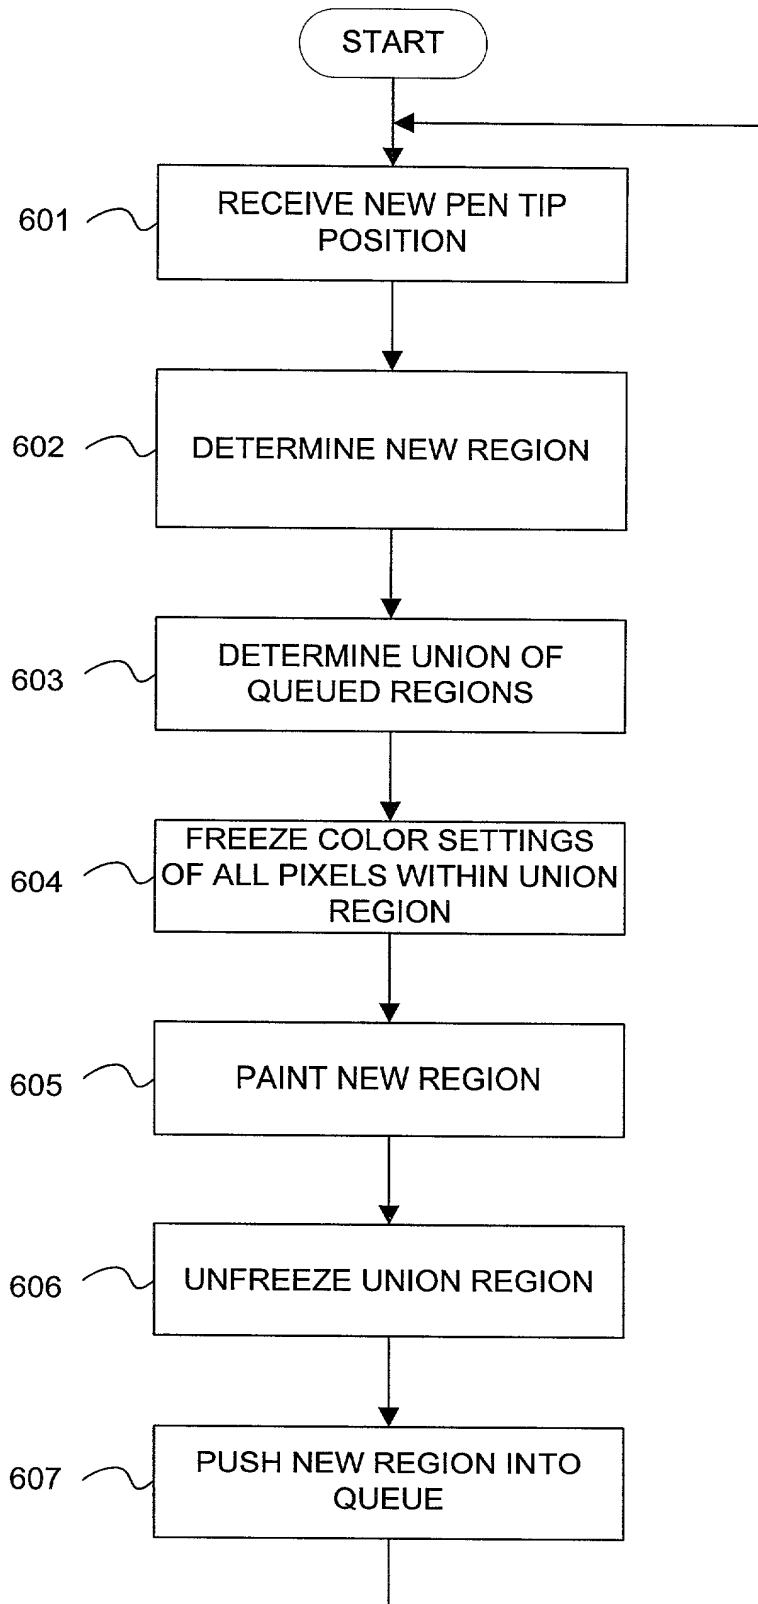 START
601
RECEIVE NEW PEN TIP
POSITION
602
DETERMINE NEW REGION
603
DETERMINE UNION OF
QUEUED REGIONS
604
FREEZE COLOR SETTINGS
OF ALL PIXELS WITHIN UNION
REGION
605
PAINT NEW REGION
606
UNFREEZE UNION REGION
607
PUSH NEW REGION INTO
QUEUE